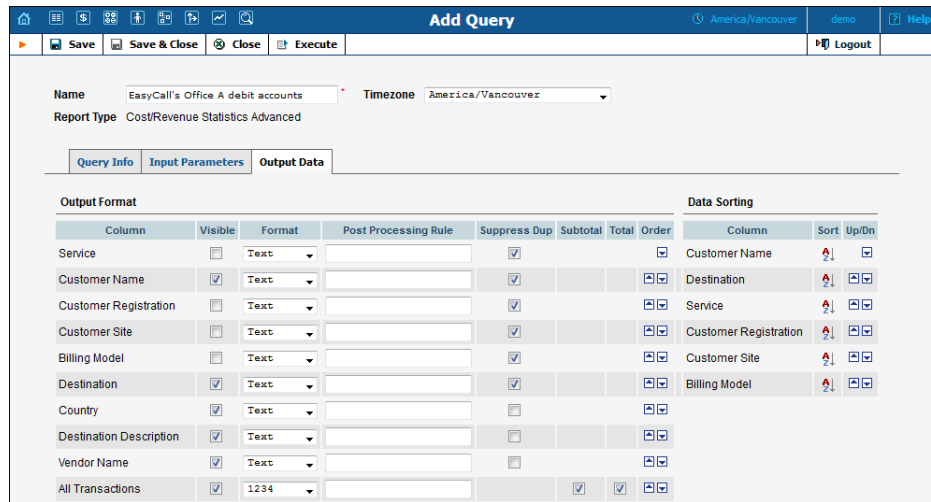 Add Query
America/Vancouver
demo
Help
Save
Save & Close
Close
Execute
Logout
Name EasyCall's Office A debit accounts * Timezone America/Vancouver
Report Type Cost/Revenue Statistics Advanced
Query Info Input Parameters Output Data
Output Format Data Sorting
Column Visible Format Post Processing Rule Suppress Dup Subtotal Total Order Column Sort Up/Dn
Service Text Customer Name
Customer Name Text Destination
Customer Registration Text Service
Customer Site Text Customer Registration
Billing Model Text Customer Site
Destination Text Billing Model
Country Text
Destination Description Text
Vendor Name Text
All Transactions 1234